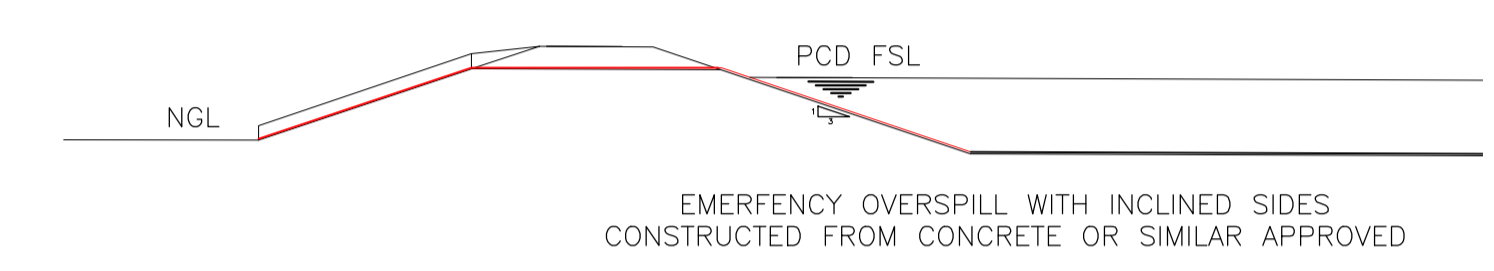 PCD FSL
NGL
1
3
EMERFENCY OVERSPILL WITH INCLINED SIDES
CONSTRUCTED FROM CONCRETE OR SIMILAR APPROVED